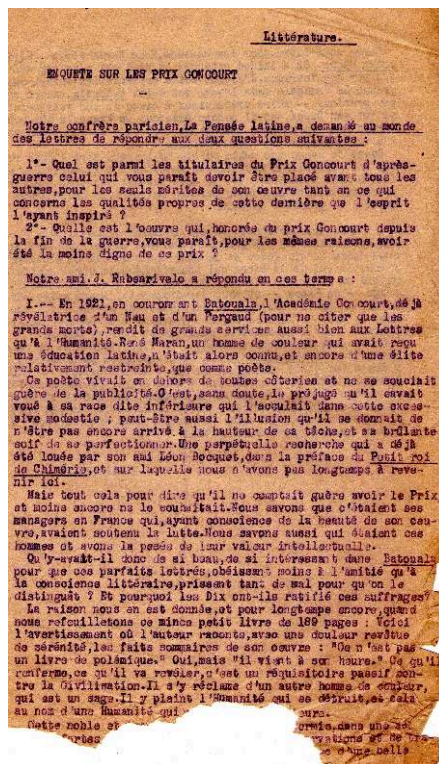 Littérature.
ENQUETE SUR LES PRIX GONCOURT
Notre confrère parisien,La Pensée latine,a demandé au monde
des lettres de répondre aux deux questions suivantes :
1°- Quel est parmi les titulaires du Prix Goncourt d'après-
guerre celui qui vous paraît devoir être placé avant tous les
autres,pour les seuls mérites de son oeuvre tant en ce qui
concerne les qualités propres de cette dernière que l'esprit
l'ayant inspiré ?
2°- Quelle est l'oeuvre qui,honorée du prix Goncourt depuis
la fin de la guerre,vous paraît,pour les mêmes raisons,avoir
été la moins digne de ce prix ?
Notre ami J. Rabearivelo a répondu en ces termes :
I.-- En 1921,en couronnant Batouala,l'Académie Goncourt,déjà
révélatrice d'un Nau et d'un Pergaud (pour ne citer que les
grands morts),rendit de grands services aussi bien aux Lettres
qu'à l'Humanité.René Maran,un homme de couleur qui avait reçu
une éducation latine,n'était alors connu,et encore d'une élite
relativement restreinte,que comme poète.
Ce poète vivait en dehors de toutes côteries et ne se souciait
guère de la publicité.C'est,sans doute,le préjugé qu'il savait
voué à sa race dite inférieure qui l'acculait dans cette exces-
sive modestie ; peut-être aussi l'illusion qu'il se donnait de
n'être pas encore arrivé à la hauteur de sa tâche,et sa brûlante
soif de se perfectionner.Une perpétuelle recherche qui a déjà
été louée par son ami Léon Bocquet,dans la préface du Petit roi
de Chimérie,et sur laquelle nous n'avons pas longtemps à reve-
nir ici.
Mais tout cela pour dire qu'il ne comptait guère avoir le Prix
et moins encore ne le souhaitait.Nous savons que c'étaient ses
managers en France qui,ayant conscience de la beauté de son oeu-
vre,avaient soutenu la lutte.Nous savons aussi qui étaient ces
hommes et avons la pesée de leur valeur intellectuelle.
Qu'y-avait-il donc de si beau,de si intéressant dans Batouala
pour que ces parfaits lettrés,obéissant moins à l'amitié qu'à
la conscience littéraire,prissent tant de mal pour qu'on le
distinguât ? Et pourquoi les Dix ont-ils ratifié ces suffrages?
La raison nous en est donnée,et pour longtemps encore,quand
nous refeuilletons ce mince petit livre de 189 pages : Voici
l'avertissement où l'auteur raconte,avec une douleur revêtue
de sérénité,les faits sommaires de son oeuvre : "Ce n'est pas
un livre de polémique." Oui,mais "il vient à son heure." Ce qu'il
renferme,ce qu'il va révéler,c'est un réquisitoire passif con-
tre la Civilisation.Il s'y réclame d'un autre homme de couleur,
qui est un sage.Il y plaint l'Humanité qui se détruit,et cela
au nom d'une Humanité qui
Cette noble et dans une
et de tra-
d'une belle